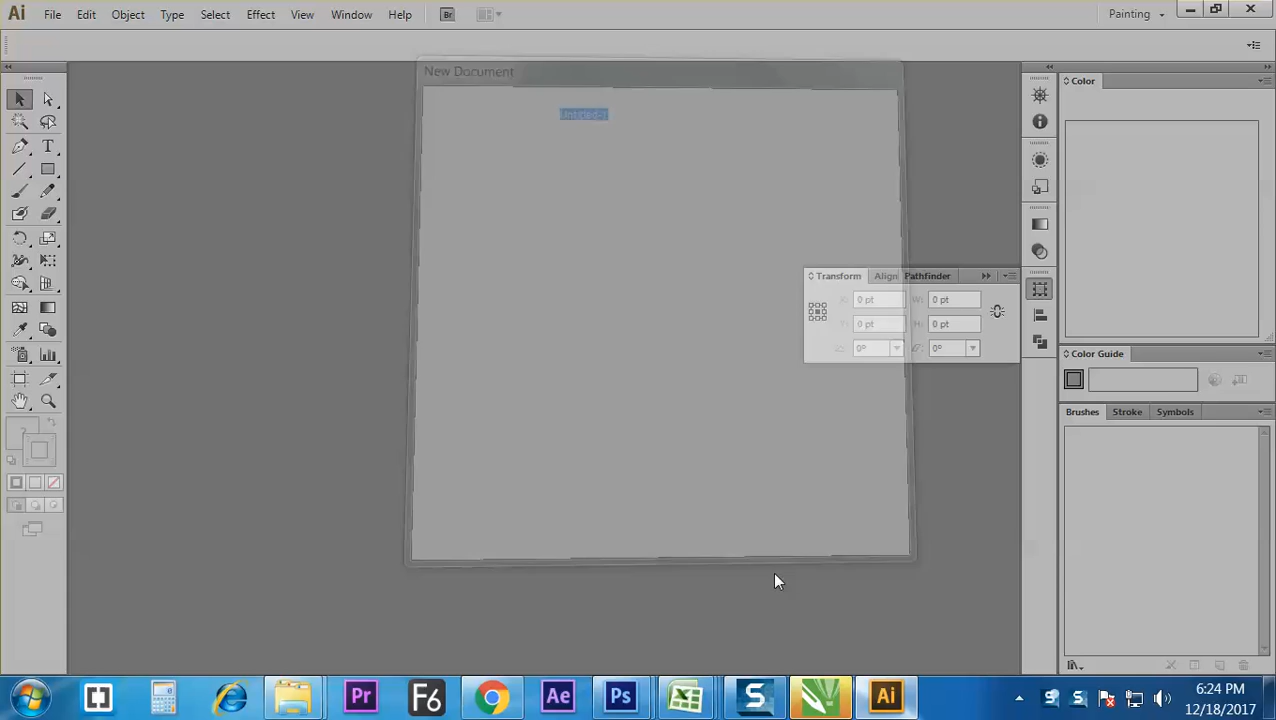 Ai File Edit Object Type Select Effect View Window Help Br Painting
New Document
Color
Transform Align Pathfinder
X: 0 pt W: 0 pt
Y: 0 pt H: 0 pt
0° 0°
Color Guide
Brushes Stroke Symbols
?
Pr F6 Ae Ps S Ai S S
6:24 PM
12/18/2017